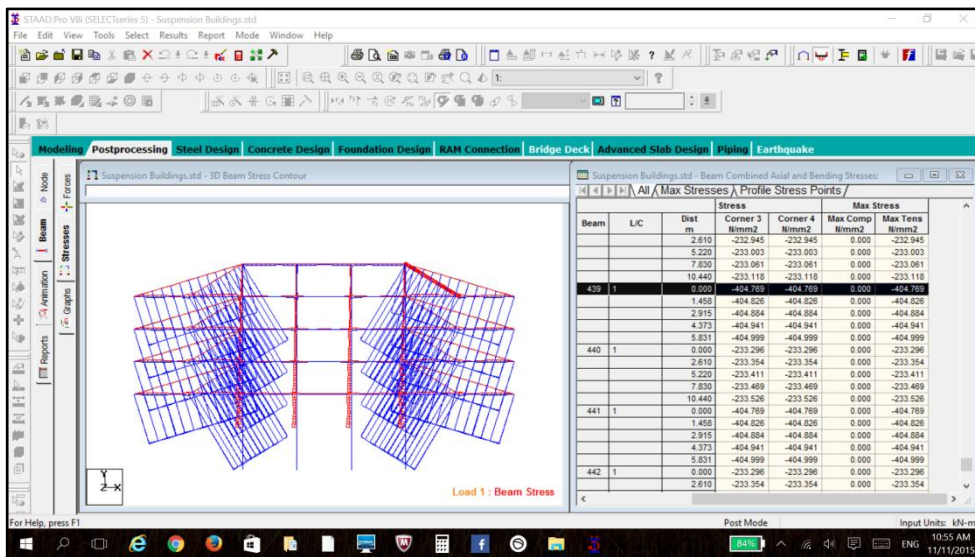 STAAD.Pro V8i (SELECTseries 5) - Suspension Buildings.std
File Edit View Tools Select Results Report Mode Window Help
1:
Modeling Postprocessing Steel Design Concrete Design Foundation Design RAM Connection Bridge Deck Advanced Slab Design Piping Earthquake
Node
Beam
Animation
Reports
Forces
Stresses
Graphs
Suspension Buildings.std - 3D Beam Stress Contour
Load 1 : Beam Stress
Suspension Buildings.std - Beam Combined Axial and Bending Stresses:
All Max Stresses Profile Stress Points
Stress Max Stress
Beam L/C Dist m Corner 3 N/mm2 Corner 4 N/mm2 Max Comp N/mm2 Max Tens N/mm2
2.610 -232.945 -232.945 0.000 -232.945
5.220 -233.003 -233.003 0.000 -233.003
7.830 -233.061 -233.061 0.000 -233.061
10.440 -233.118 -233.118 0.000 -233.118
439 1 0.000 -404.769 -404.769 0.000 -404.769
1.458 -404.826 -404.826 0.000 -404.826
2.915 -404.884 -404.884 0.000 -404.884
4.373 -404.941 -404.941 0.000 -404.941
5.831 -404.999 -404.999 0.000 -404.999
440 1 0.000 -233.296 -233.296 0.000 -233.296
2.610 -233.354 -233.354 0.000 -233.354
5.220 -233.411 -233.411 0.000 -233.411
7.830 -233.469 -233.469 0.000 -233.469
10.440 -233.526 -233.526 0.000 -233.526
441 1 0.000 -404.769 -404.769 0.000 -404.769
1.458 -404.826 -404.826 0.000 -404.826
2.915 -404.884 -404.884 0.000 -404.884
4.373 -404.941 -404.941 0.000 -404.941
5.831 -404.999 -404.999 0.000 -404.999
442 1 0.000 -233.296 -233.296 0.000 -233.296
2.610 -233.354 -233.354 0.000 -233.354
Y
Z X
For Help, press F1
Post Mode
Input Units: kN-m
84%
ENG
10:55 AM